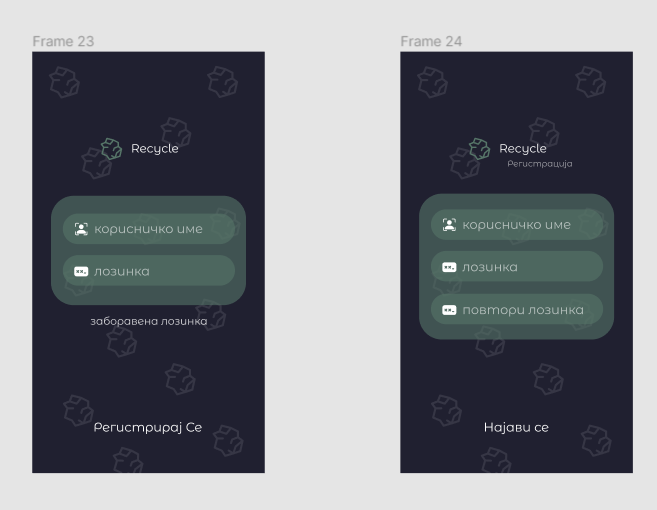 Frame 23
Recycle
корисничко име
лозинка
заборавена лозинка
Регистрирај Се
Frame 24
Recycle
Регистрација
корисничко име
лозинка
повтори лозинка
Најави се